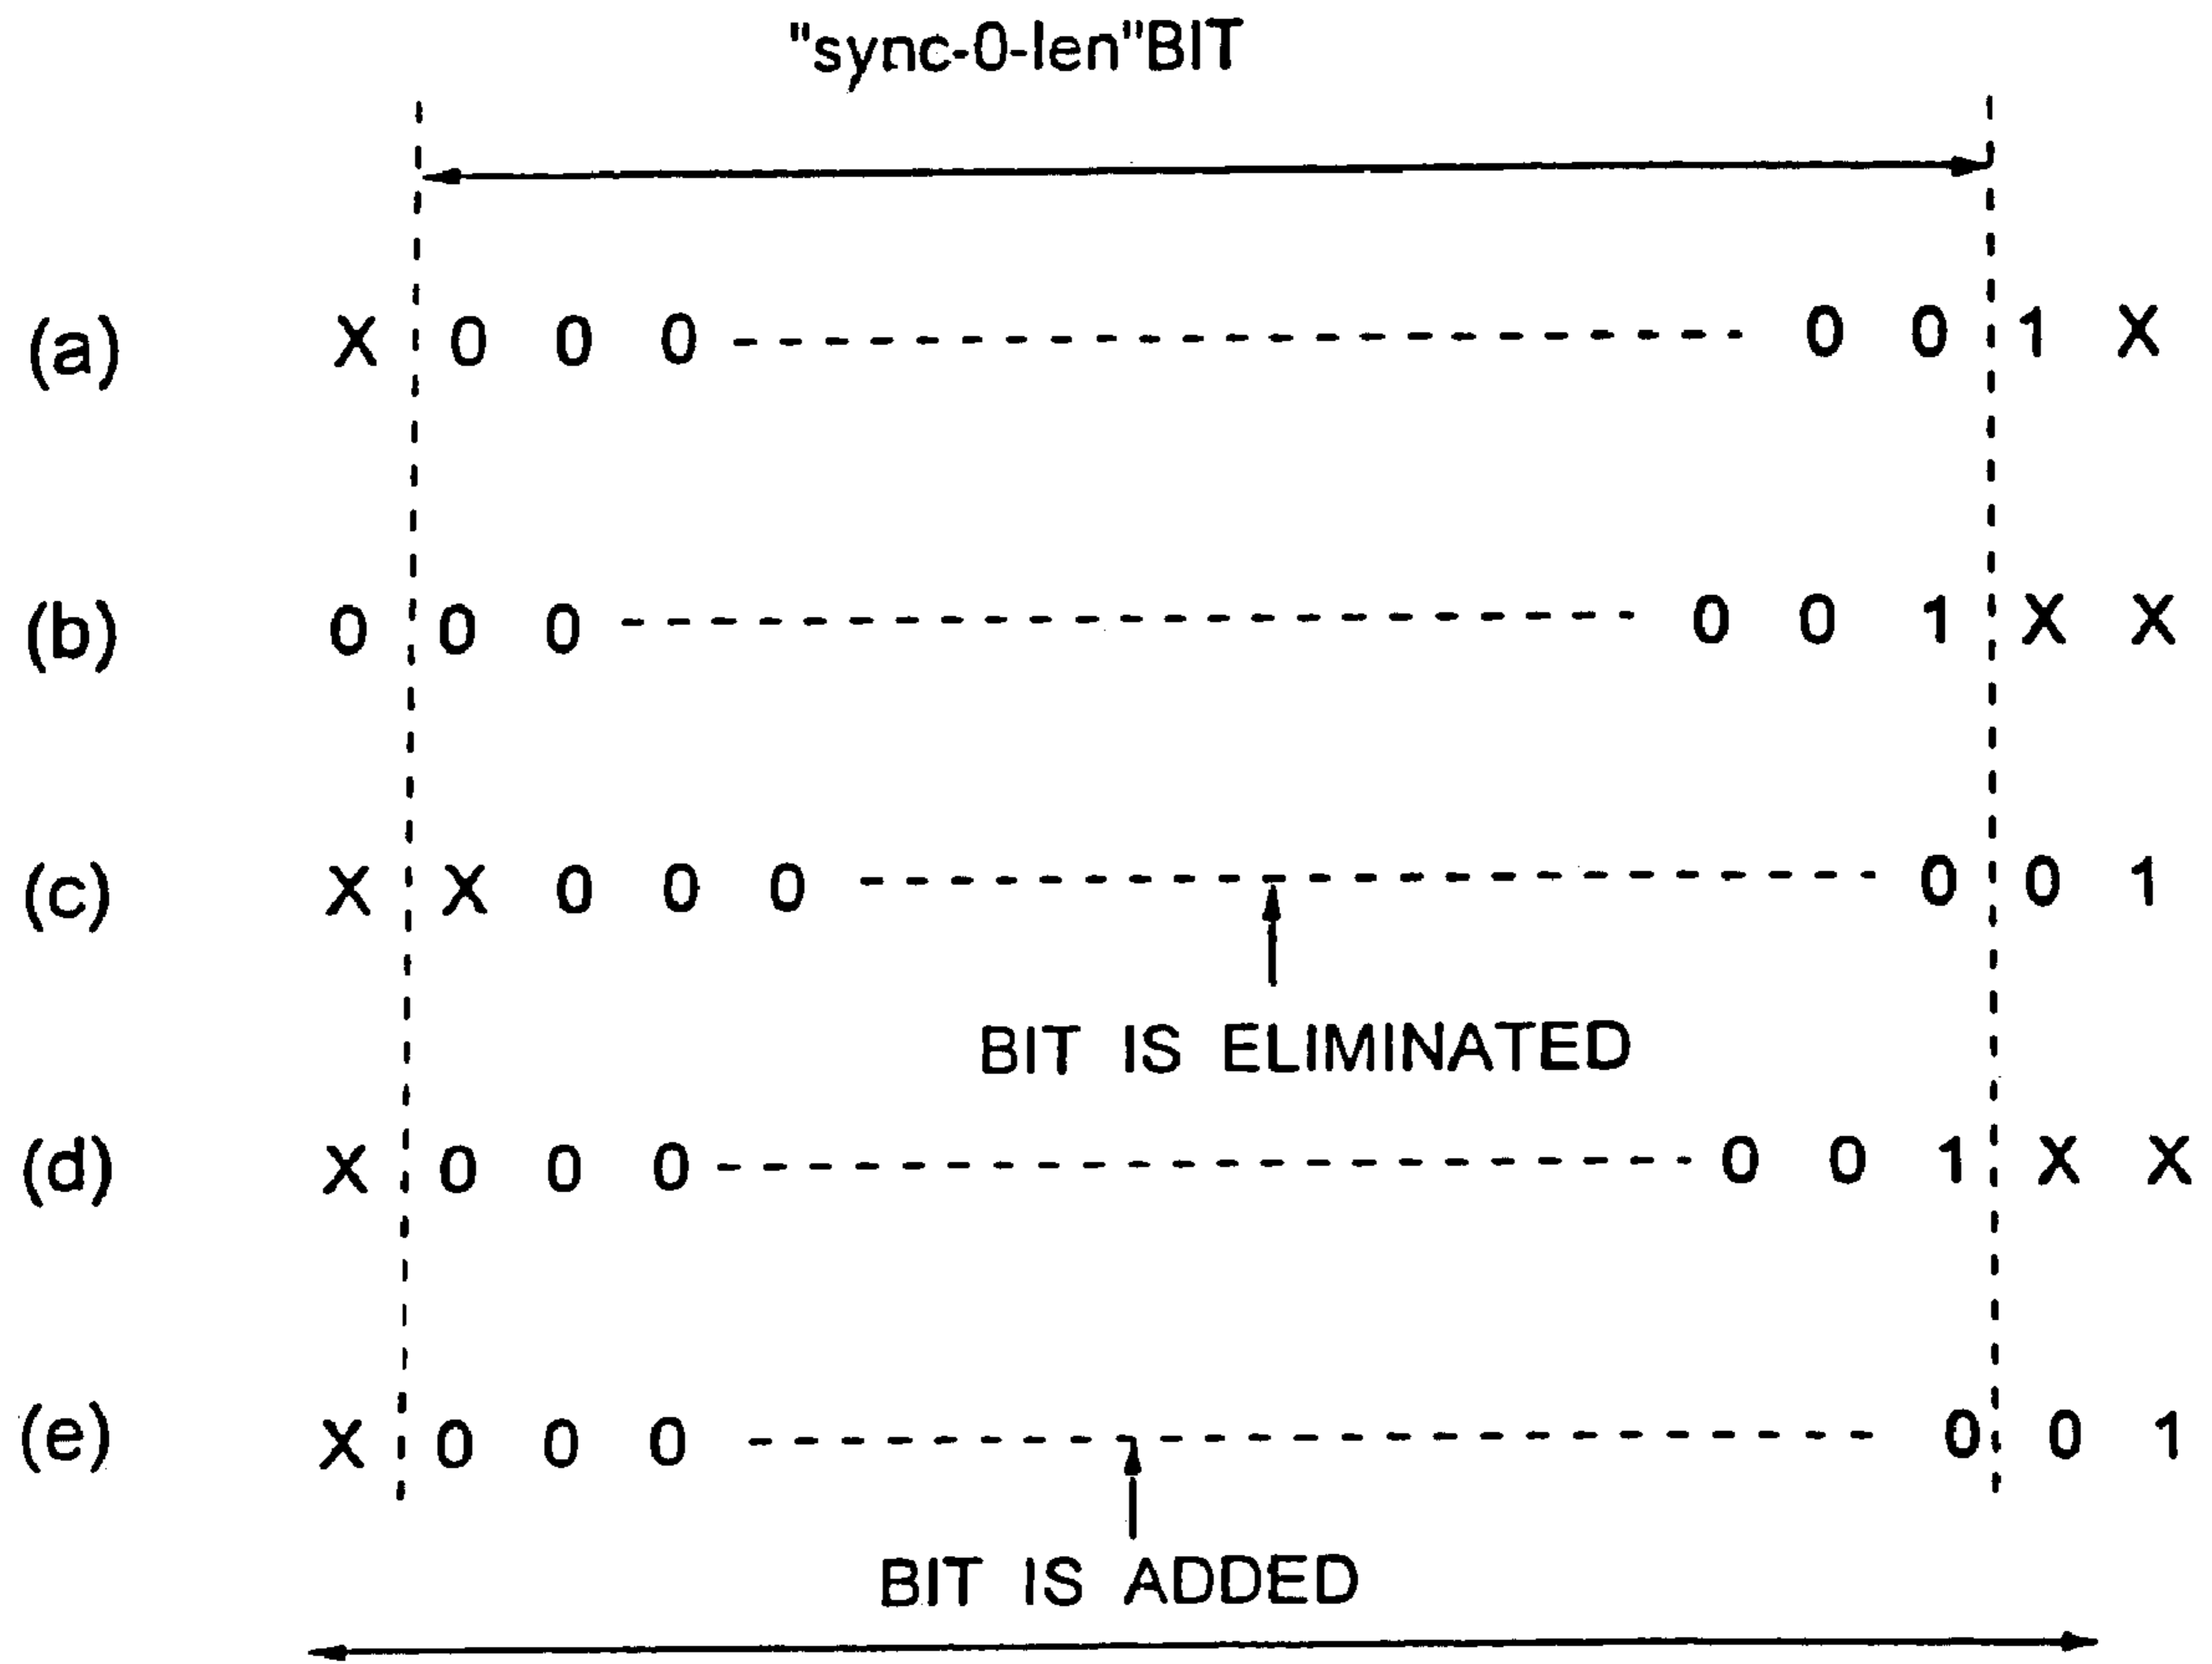 "sync-0-len"BIT
(a) X 0 0 0 0 0 1 X
(b) 0 0 0 0 0 1 X X
(c) X X 0 0 0 0 0 1
BIT IS ELIMINATED
(d) X 0 0 0 0 0 1 X X
(e) X 0 0 0 0 0 1
BIT IS ADDED